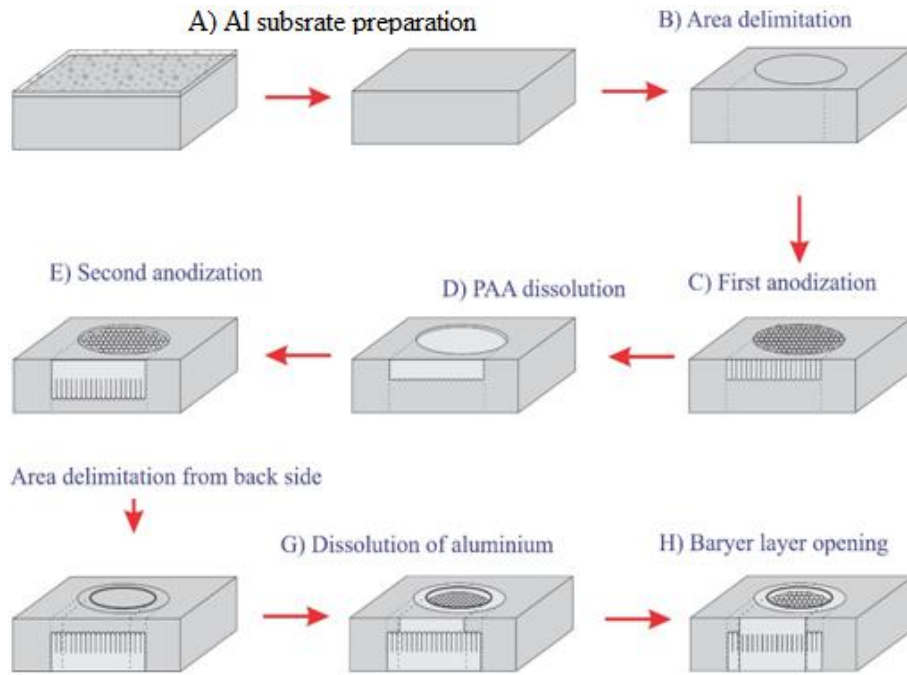 A) Al subsrate preparation
B) Area delimitation
E) Second anodization
D) PAA dissolution
C) First anodization
Area delimitation from back side
G) Dissolution of aluminium
H) Baryer layer opening